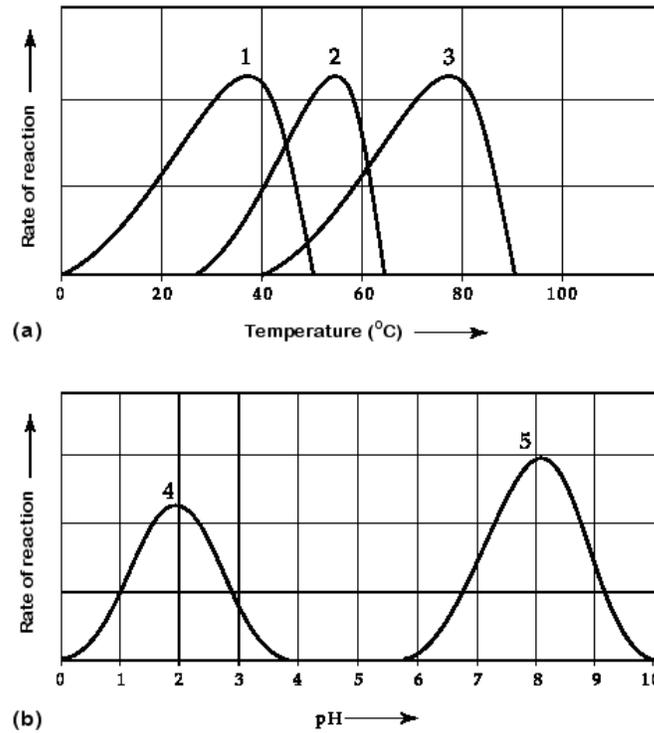 1 2 3
Rate of reaction
0 20 40 60 80 100
(a) Temperature (°C)
4 5
Rate of reaction
0 1 2 3 4 5 6 7 8 9 10
(b) pH